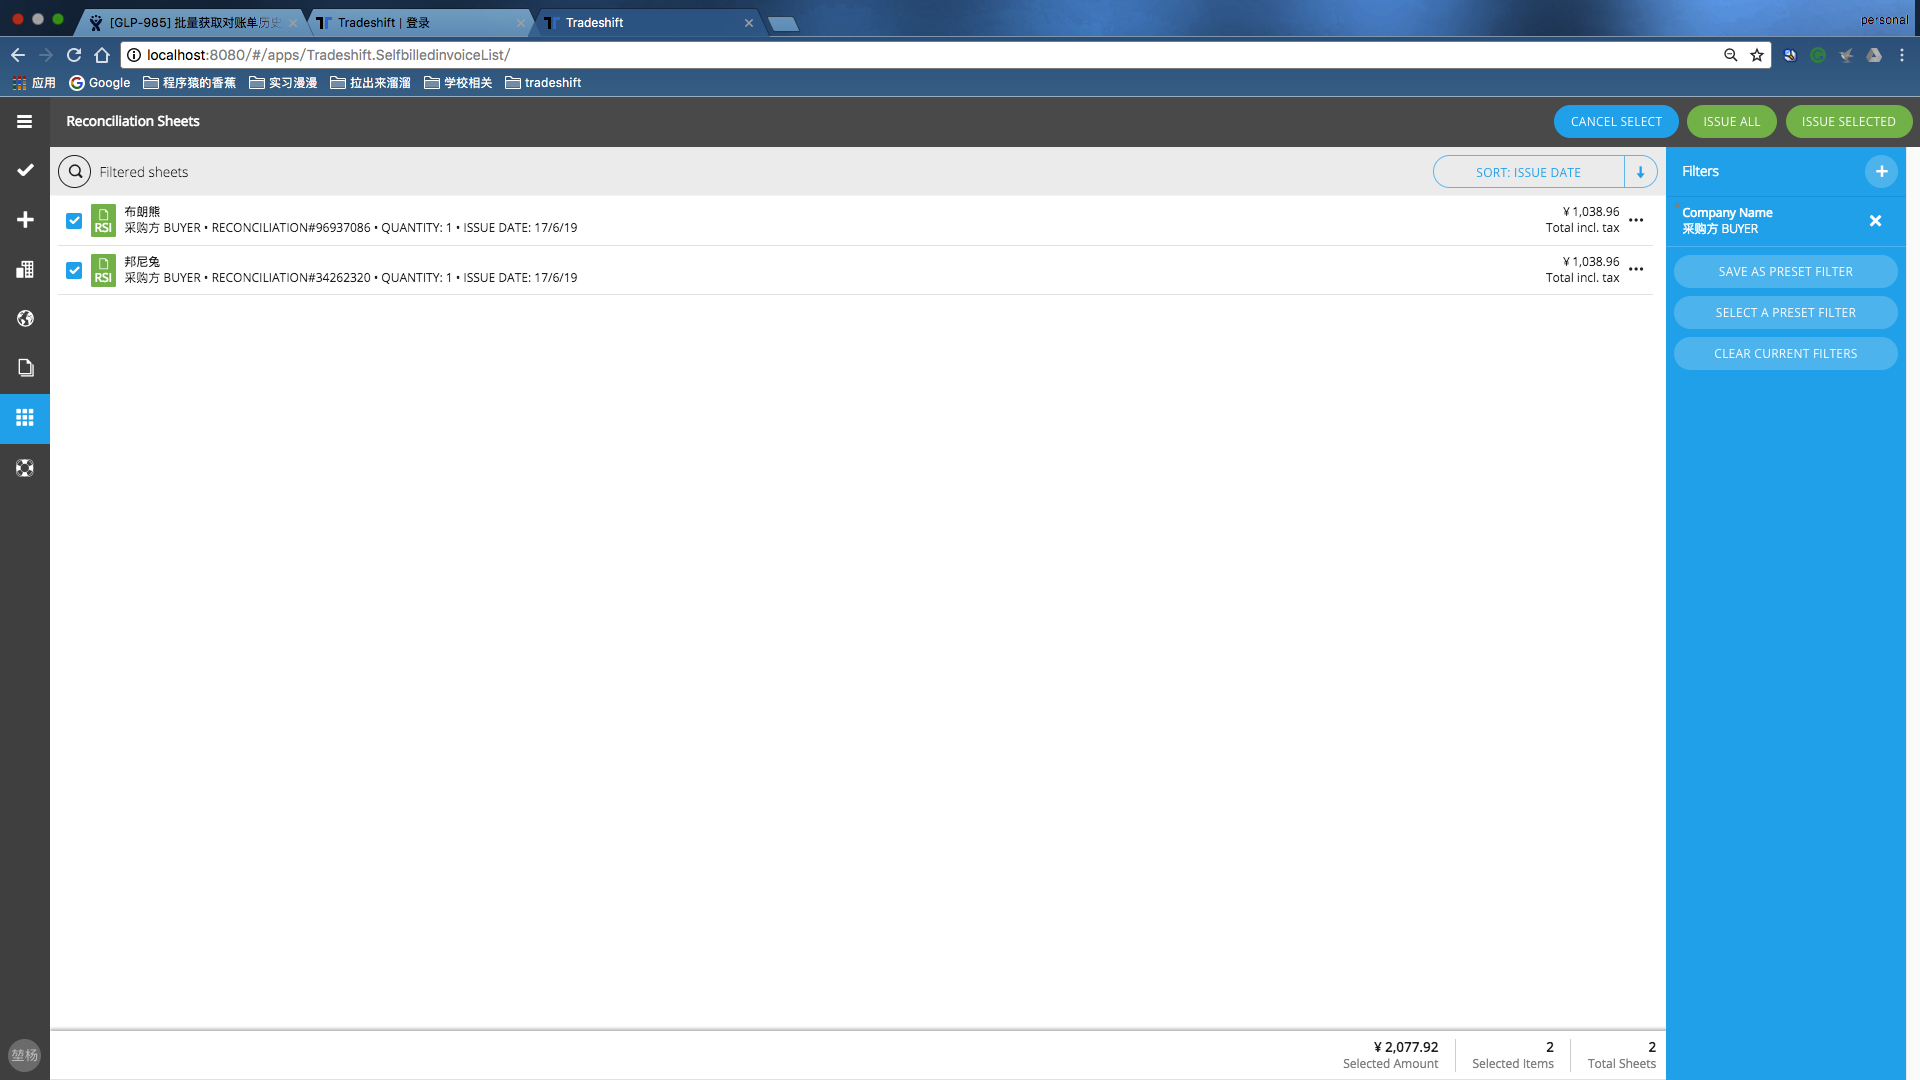 [GLP-985] 批量获取对账单历史
Tradeshift | 登录
Tradeshift
personal
localhost:8080/#/apps/Tradeshift.SelfbilledinvoiceList/
应用
Google
程序猿的香蕉
实习漫漫
拉出来溜溜
学校相关
tradeshift
Reconciliation Sheets
CANCEL SELECT
ISSUE ALL
ISSUE SELECTED
Filtered sheets
SORT: ISSUE DATE
Filters
RSI
布朗熊
采购方 BUYER • RECONCILIATION#96937086 • QUANTITY: 1 • ISSUE DATE: 17/6/19
¥ 1,038.96
Total incl. tax
Company Name
采购方 BUYER
RSI
邦尼兔
采购方 BUYER • RECONCILIATION#34262320 • QUANTITY: 1 • ISSUE DATE: 17/6/19
¥ 1,038.96
Total incl. tax
SAVE AS PRESET FILTER
SELECT A PRESET FILTER
CLEAR CURRENT FILTERS
堃杨
¥ 2,077.92
Selected Amount
2
Selected Items
2
Total Sheets